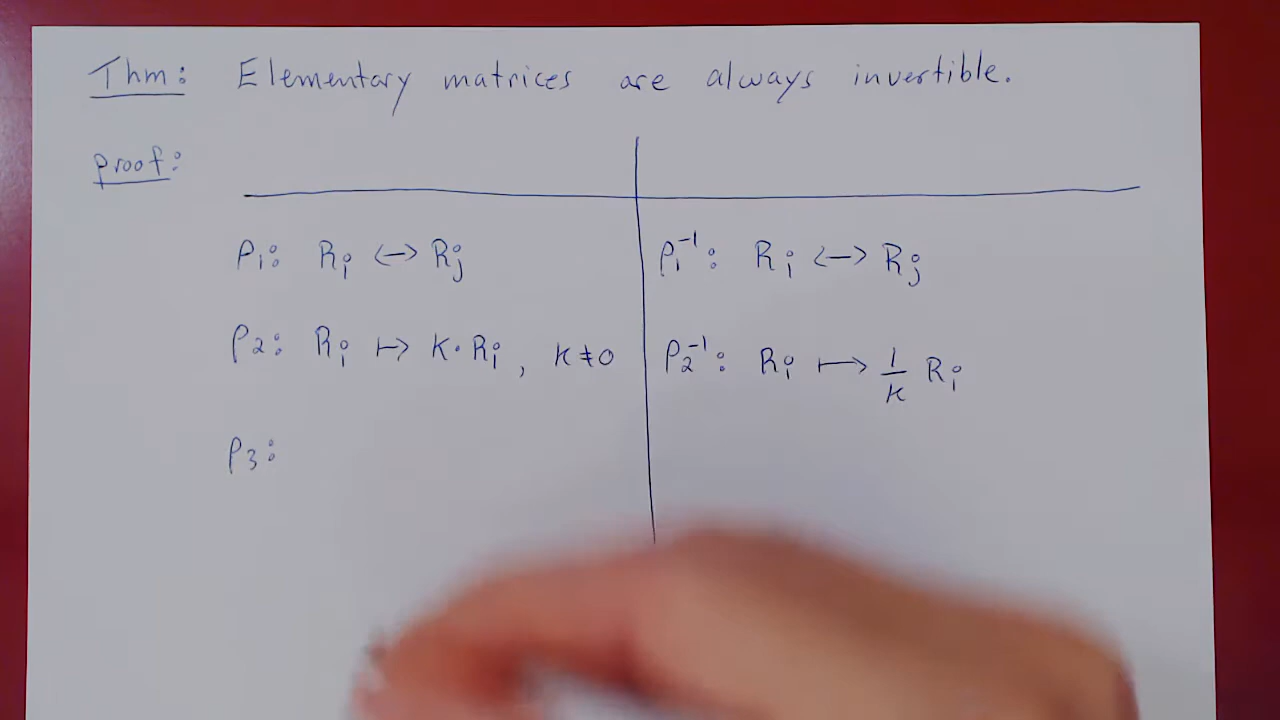 Thm: Elementary matrices are always invertible.
proof:
ρ₁: Rᵢ ↔ Rⱼ ρ₁⁻¹: Rᵢ ↔ Rⱼ
ρ₂: Rᵢ ↦ K·Rᵢ, K≠0 ρ₂⁻¹: Rᵢ ↦ 1/K Rᵢ
ρ₃: